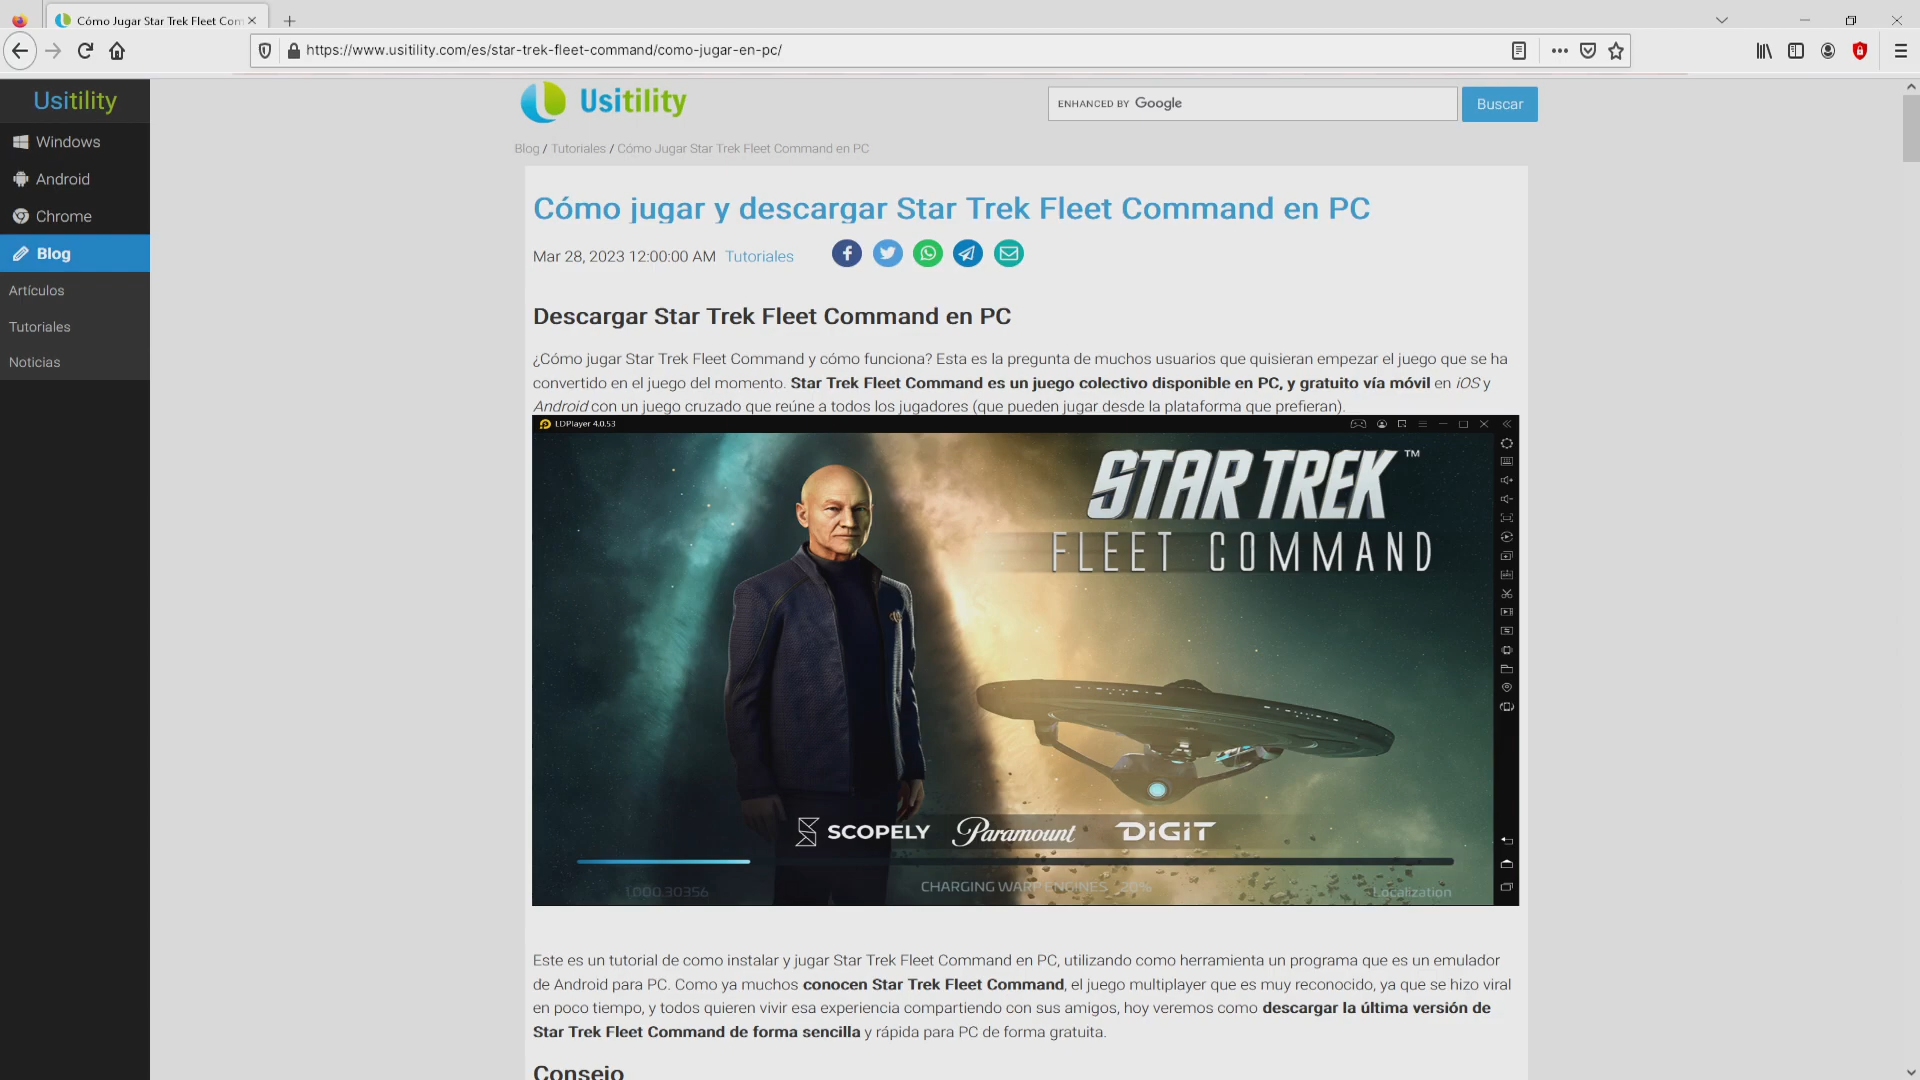 Cómo Jugar Star Trek Fleet Com
https://www.usitility.com/es/star-trek-fleet-command/como-jugar-en-pc/
Usitility
Windows
Android
Chrome
Blog
Artículos
Tutoriales
Noticias
Usitility
ENHANCED BY Google
Buscar
Blog / Tutoriales / Cómo Jugar Star Trek Fleet Command en PC
Cómo jugar y descargar Star Trek Fleet Command en PC
Mar 28, 2023 12:00:00 AM Tutoriales
Descargar Star Trek Fleet Command en PC
¿Cómo jugar Star Trek Fleet Command y cómo funciona? Esta es la pregunta de muchos usuarios que quisieran empezar el juego que se ha
convertido en el juego del momento. Star Trek Fleet Command es un juego colectivo disponible en PC, y gratuito vía móvil en iOS y
Android con un juego cruzado que reúne a todos los jugadores (que pueden jugar desde la plataforma que prefieran).
LDPlayer 4.0.53
STAR TREK™
FLEET COMMAND
SCOPELY Paramount DIGIT
1.000.30356
CHARGING WARP ENGINES 20%
Localization
Este es un tutorial de como instalar y jugar Star Trek Fleet Command en PC, utilizando como herramienta un programa que es un emulador
de Android para PC. Como ya muchos conocen Star Trek Fleet Command, el juego multiplayer que es muy reconocido, ya que se hizo viral
en poco tiempo, y todos quieren vivir esa experiencia compartiendo con sus amigos, hoy veremos como descargar la última versión de
Star Trek Fleet Command de forma sencilla y rápida para PC de forma gratuita.
Consejo